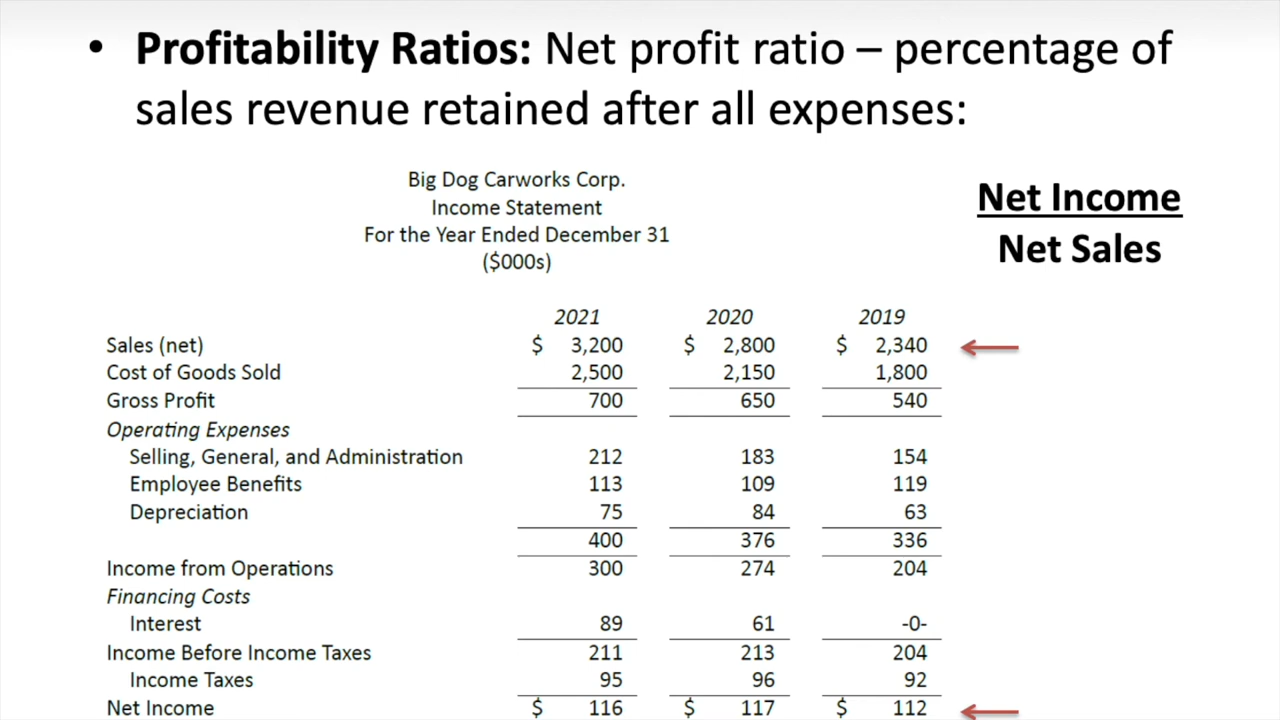 • Profitability Ratios: Net profit ratio – percentage of
sales revenue retained after all expenses:
Big Dog Carworks Corp.
Income Statement
For the Year Ended December 31
($000s)
Net Income
Net Sales
2021 2020 2019
Sales (net) $ 3,200 $ 2,800 $ 2,340
Cost of Goods Sold 2,500 2,150 1,800
Gross Profit 700 650 540
Operating Expenses
Selling, General, and Administration 212 183 154
Employee Benefits 113 109 119
Depreciation 75 84 63
400 376 336
Income from Operations 300 274 204
Financing Costs
Interest 89 61 -0-
Income Before Income Taxes 211 213 204
Income Taxes 95 96 92
Net Income $ 116 $ 117 $ 112